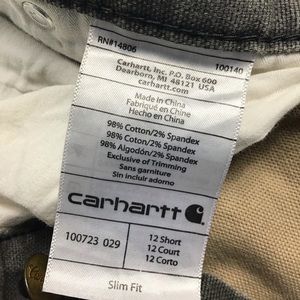 RN#14806 100140
Carhartt, Inc. P.O. Box 600
Dearborn, MI 48121 USA
carhartt.com
Made in China
Fabriqué en Chine
Hecho en China
98% Cotton/2% Spandex
98% Coton/2% Spandex
98% Algodón/2% Spandex
Exclusive of Trimming
Sans garniture
Sin incluir adorno
carhartt
100723 029
12 Short
12 Court
12 Corto
Slim Fit